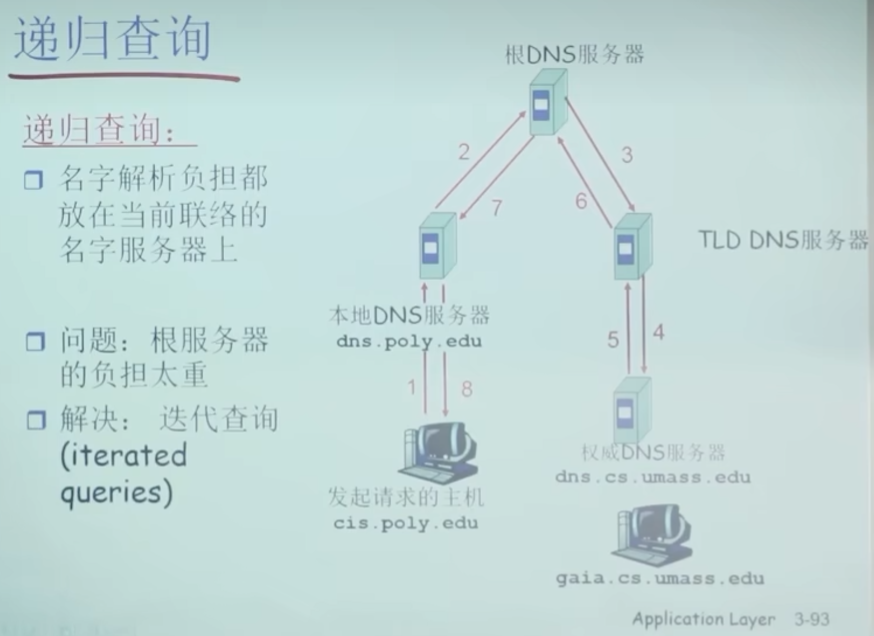 递归查询
递归查询：
名字解析负担都
放在当前联络的
名字服务器上
问题： 根服务器
的负担太重
解决： 迭代查询
(iterated
queries)
根DNS服务器
2
3
7
6
TLD DNS服务器
本地DNS服务器
dns.poly.edu
5
4
1
8
权威DNS服务器
dns.cs.umass.edu
发起请求的主机
cis.poly.edu
gaia.cs.umass.edu
Application Layer 3-93